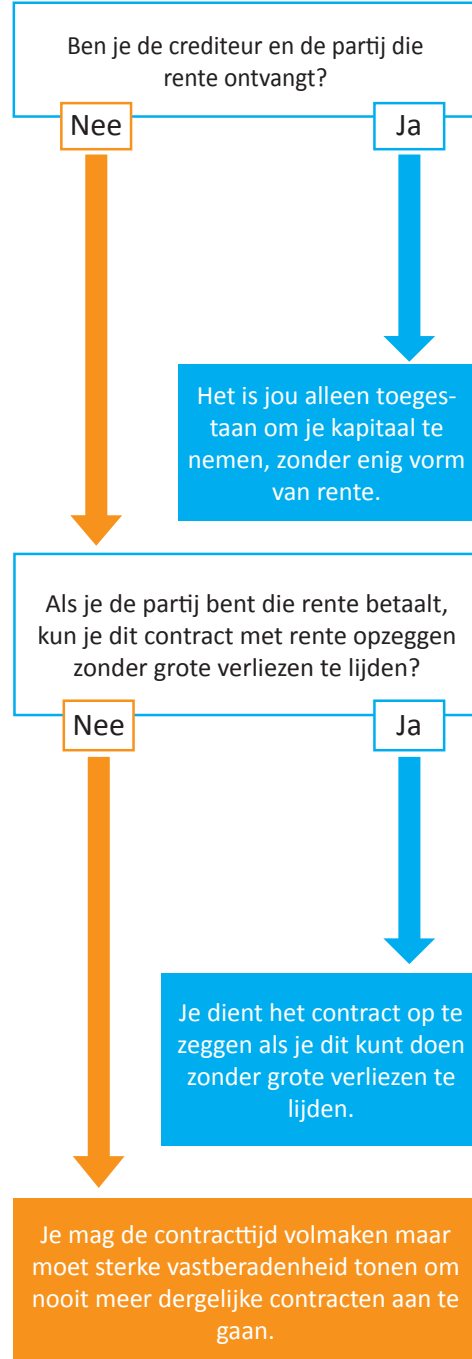 Ben je de crediteur en de partij die
rente ontvangt?
Nee
Ja
Het is jou alleen toeges-
taan om je kapitaal te
nemen, zonder enig vorm
van rente.
Als je de partij bent die rente betaalt,
kun je dit contract met rente opzeggen
zonder grote verliezen te lijden?
Nee
Ja
Je dient het contract op te
zeggen als je dit kunt doen
zonder grote verliezen te
lijden.
Je mag de contracttijd volmaken maar
moet sterke vastberadenheid tonen om
nooit meer dergelijke contracten aan te
gaan.